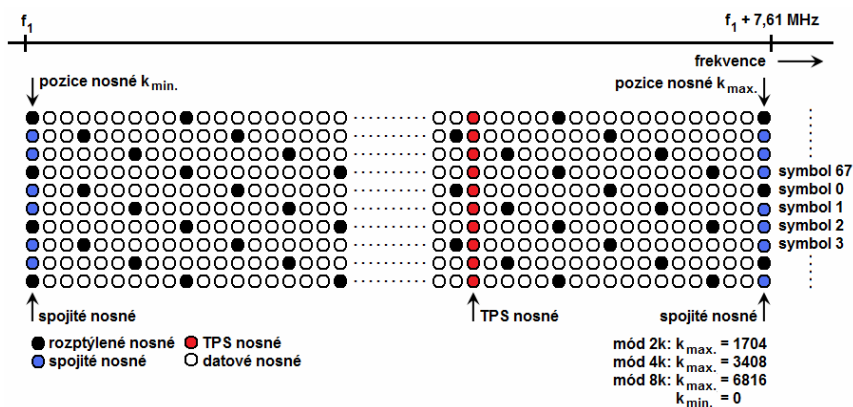 f1
f1 + 7,61 MHz
frekvence
pozice nosné kmin.
pozice nosné kmax.
symbol 67
symbol 0
symbol 1
symbol 2
symbol 3
spojité nosné
TPS nosné
spojité nosné
rozptýlené nosné
TPS nosné
spojité nosné
datové nosné
mód 2k: kmax. = 1704
mód 4k: kmax. = 3408
mód 8k: kmax. = 6816
kmin. = 0